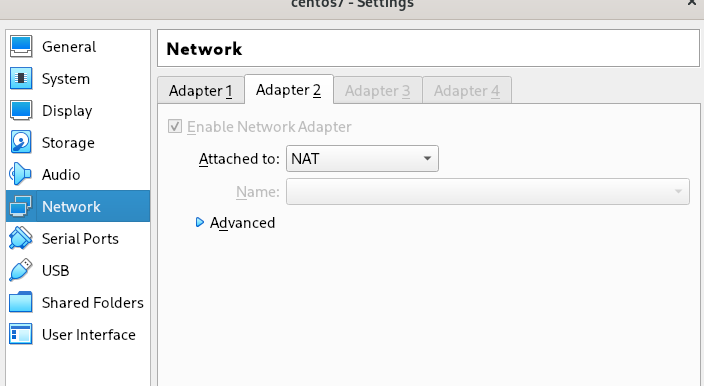 centos7 - Settings
General
System
Display
Storage
Audio
Network
Serial Ports
USB
Shared Folders
User Interface
Network
Adapter 1 Adapter 2 Adapter 3 Adapter 4
Enable Network Adapter
Attached to: NAT
Name:
Advanced